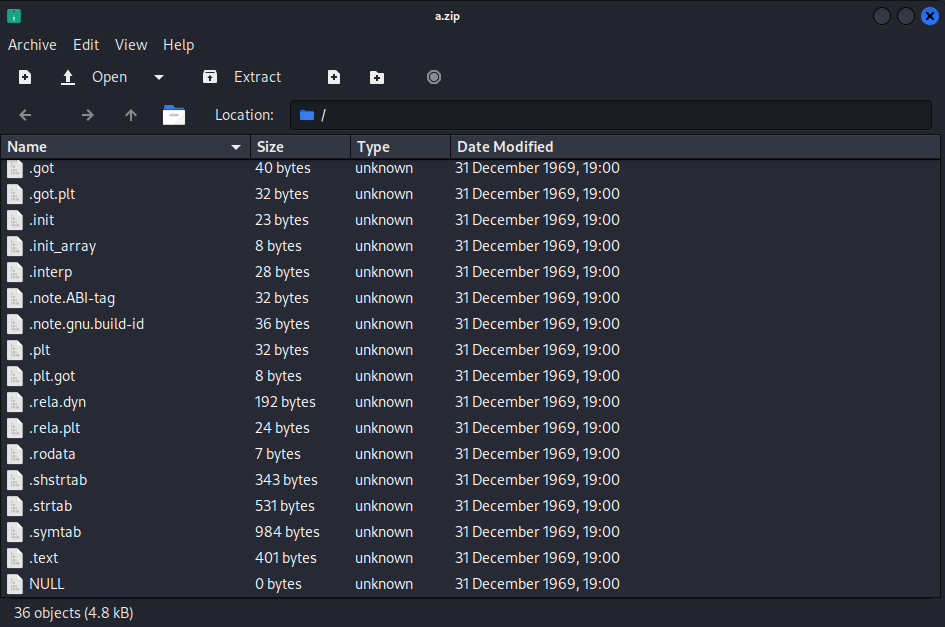 a.zip
Archive Edit View Help
Open Extract
Location: /
Name Size Type Date Modified
.got 40 bytes unknown 31 December 1969, 19:00
.got.plt 32 bytes unknown 31 December 1969, 19:00
.init 23 bytes unknown 31 December 1969, 19:00
.init_array 8 bytes unknown 31 December 1969, 19:00
.interp 28 bytes unknown 31 December 1969, 19:00
.note.ABI-tag 32 bytes unknown 31 December 1969, 19:00
.note.gnu.build-id 36 bytes unknown 31 December 1969, 19:00
.plt 32 bytes unknown 31 December 1969, 19:00
.plt.got 8 bytes unknown 31 December 1969, 19:00
.rela.dyn 192 bytes unknown 31 December 1969, 19:00
.rela.plt 24 bytes unknown 31 December 1969, 19:00
.rodata 7 bytes unknown 31 December 1969, 19:00
.shstrtab 343 bytes unknown 31 December 1969, 19:00
.strtab 531 bytes unknown 31 December 1969, 19:00
.symtab 984 bytes unknown 31 December 1969, 19:00
.text 401 bytes unknown 31 December 1969, 19:00
NULL 0 bytes unknown 31 December 1969, 19:00
36 objects (4.8 kB)